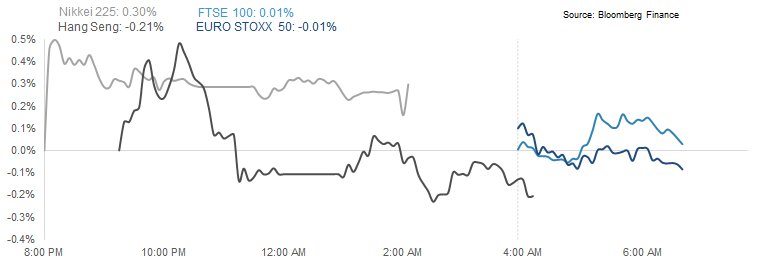 Nikkei 225: 0.30%
FTSE 100: 0.01%
Source: Bloomberg Finance
Hang Seng: -0.21%
EURO STOXX 50: -0.01%
0.5%
0.4%
0.3%
0.2%
0.1%
0.0%
-0.1%
-0.2%
-0.3%
-0.4%
8:00 PM
10:00 PM
12:00 AM
2:00 AM
4:00 AM
6:00 AM